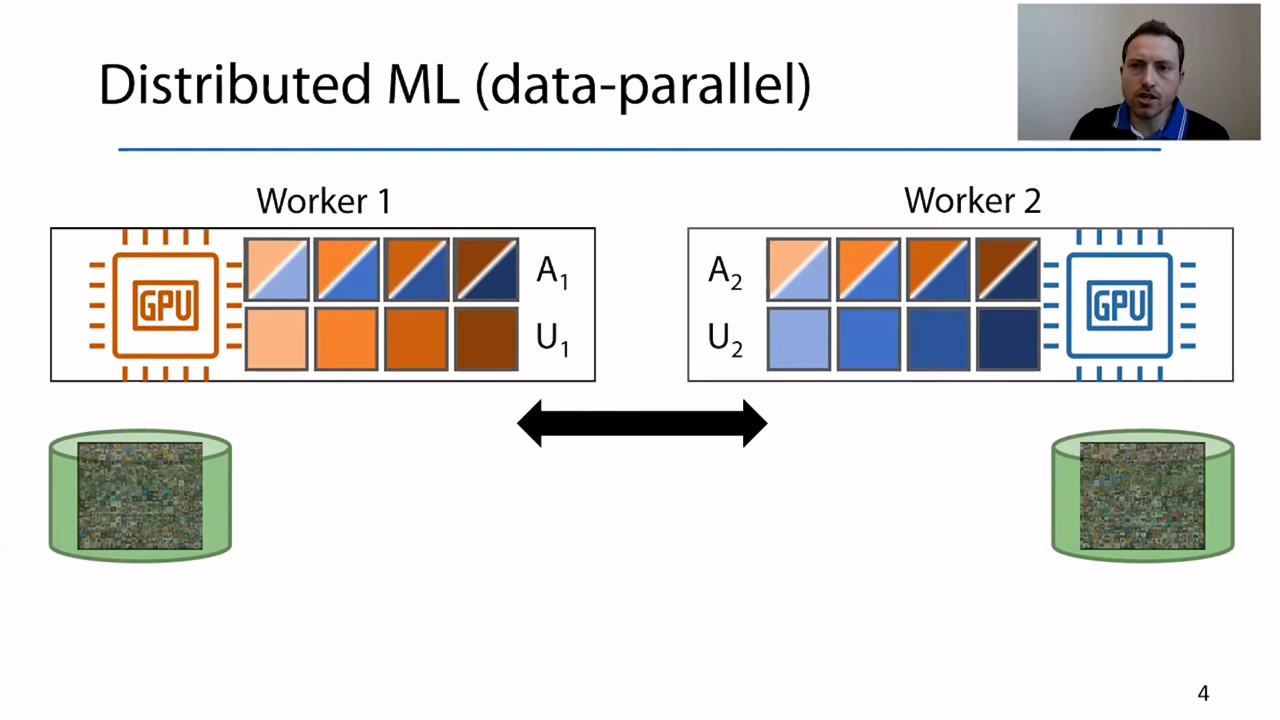 Distributed ML (data-parallel)
Worker 1
Worker 2
GPU
A1
U1
A2
U2
GPU
4